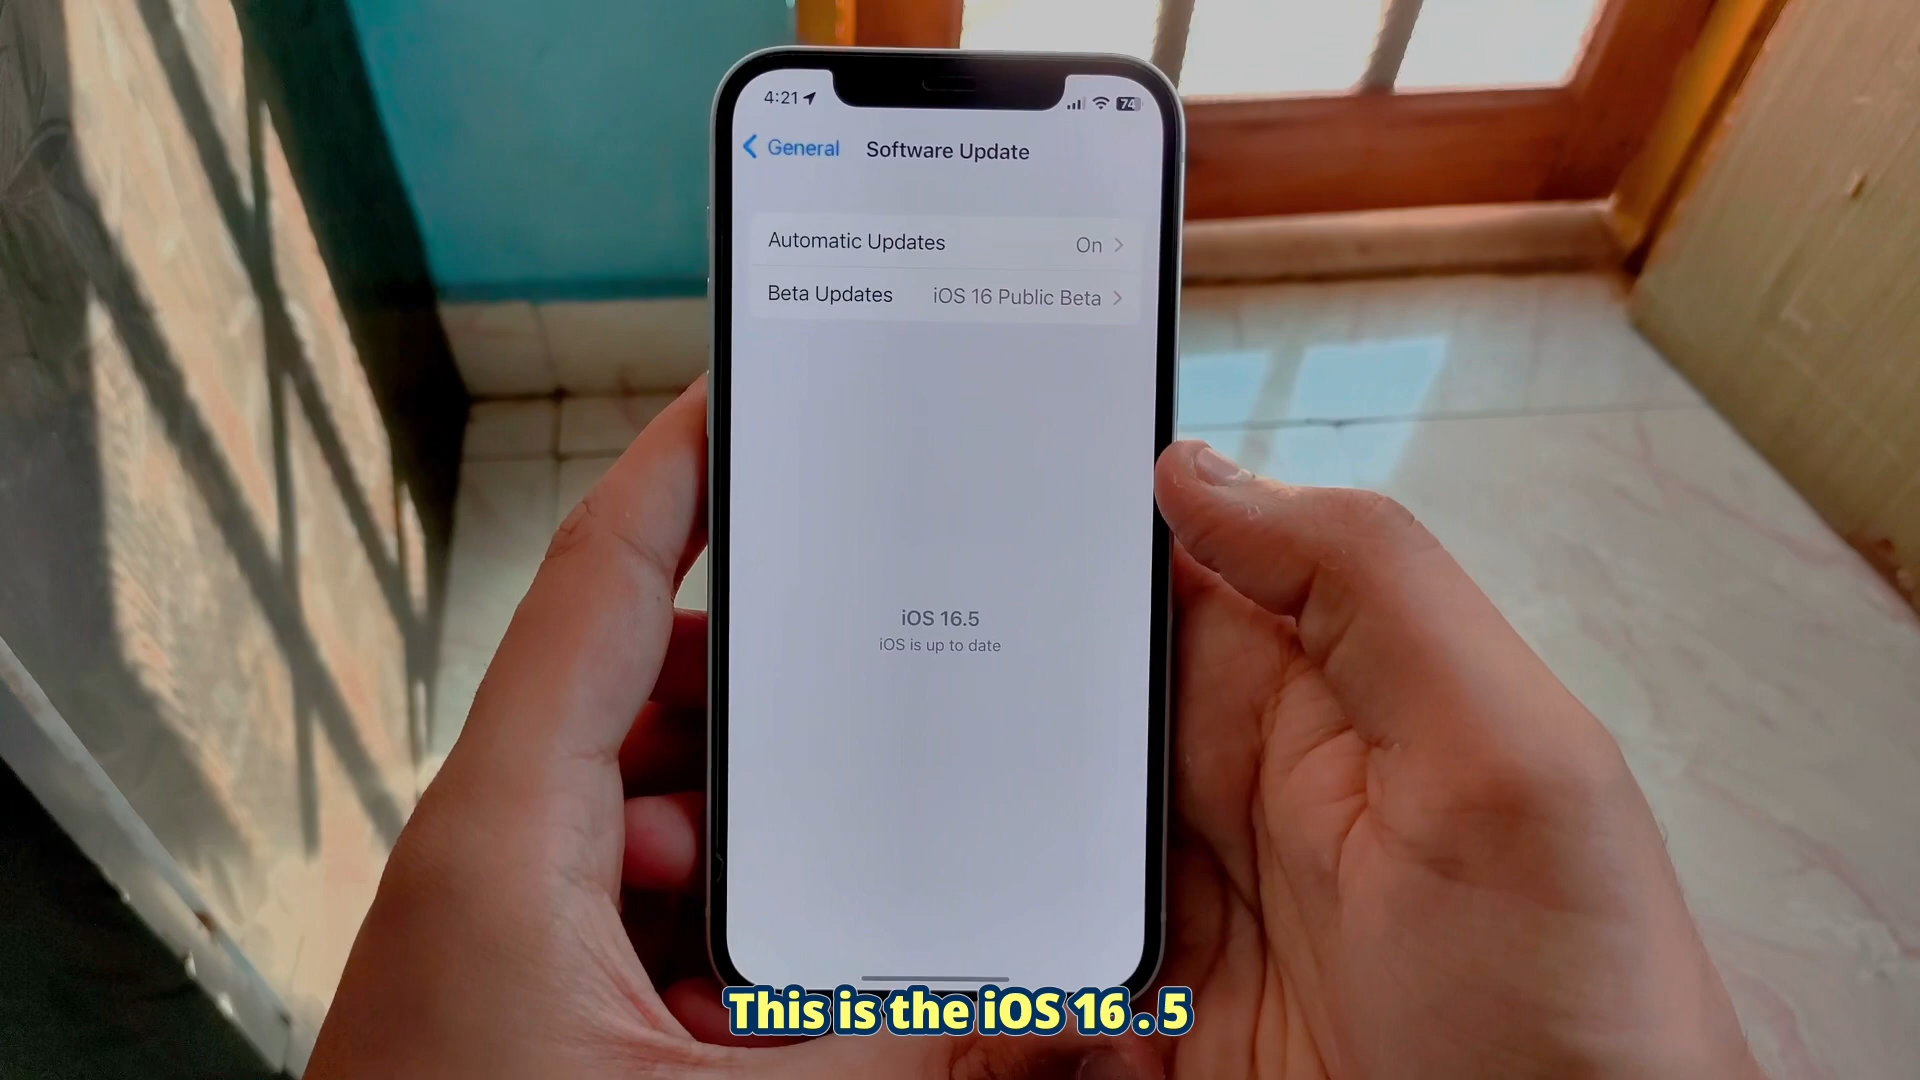 4:21
74
General Software Update
Automatic Updates On
Beta Updates iOS 16 Public Beta
iOS 16.5
iOS is up to date
This is the iOS 16.5